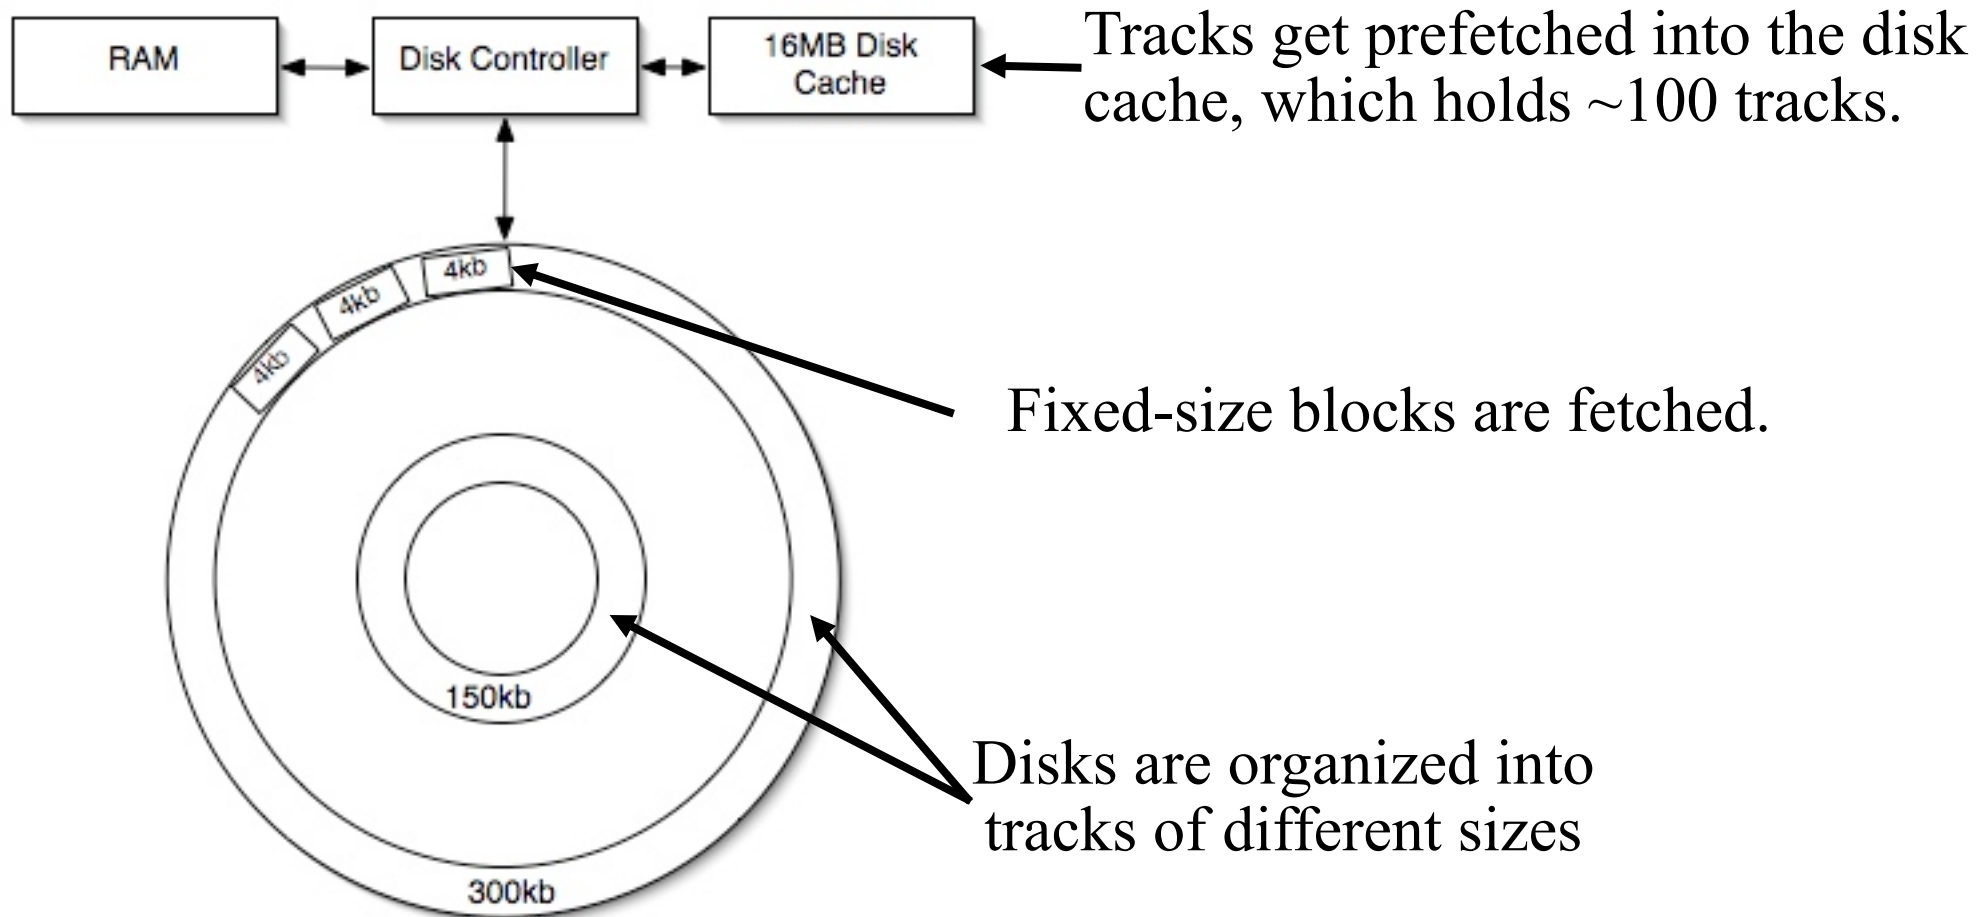 RAM
Disk Controller
16MB Disk
Cache
Tracks get prefetched into the disk
cache, which holds ~100 tracks.
4kb
4kb
4kb
Fixed-size blocks are fetched.
150kb
Disks are organized into
tracks of different sizes
300kb